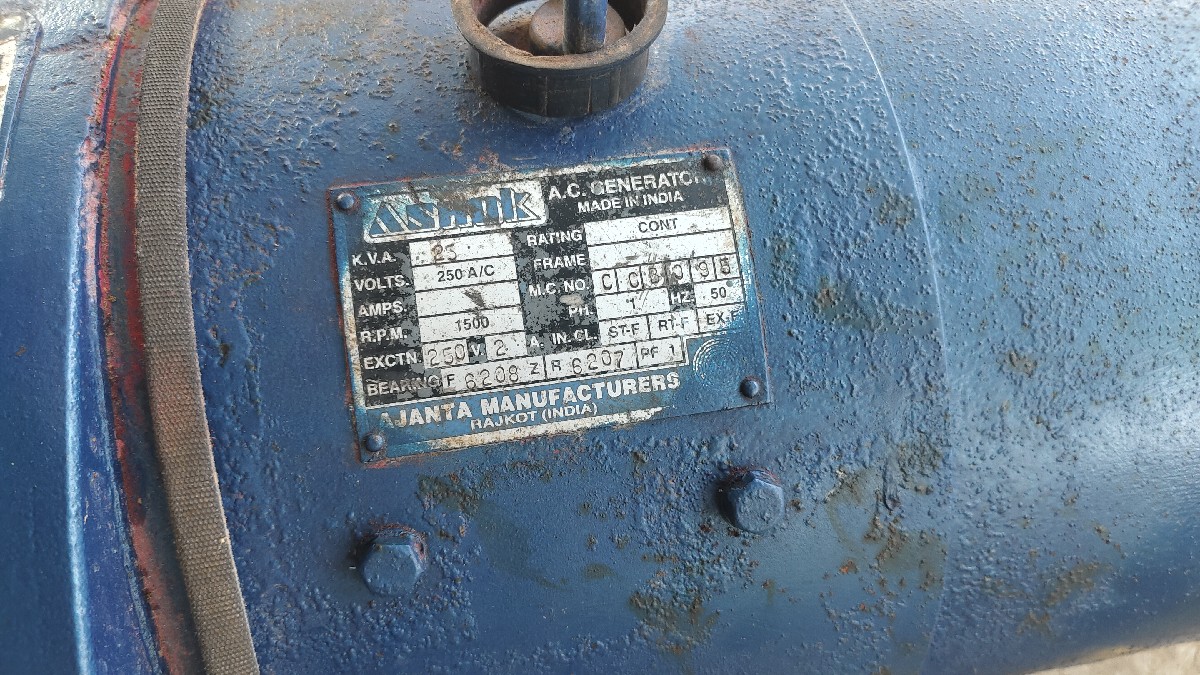 Ashok A.C. GENERATOR
MADE IN INDIA
K.V.A. 25 RATING CONT
VOLTS. 250 A/C FRAME
AMPS. M.C. NO. CC8095
R.P.M. 1500 PH. 1 HZ. 50
EXCTN. 250 V. 2 A. IN.CL. ST-F RT-F EX-F
BEARING F 6208 Z R 6207 PF 1
AJANTA MANUFACTURERS
RAJKOT (INDIA)